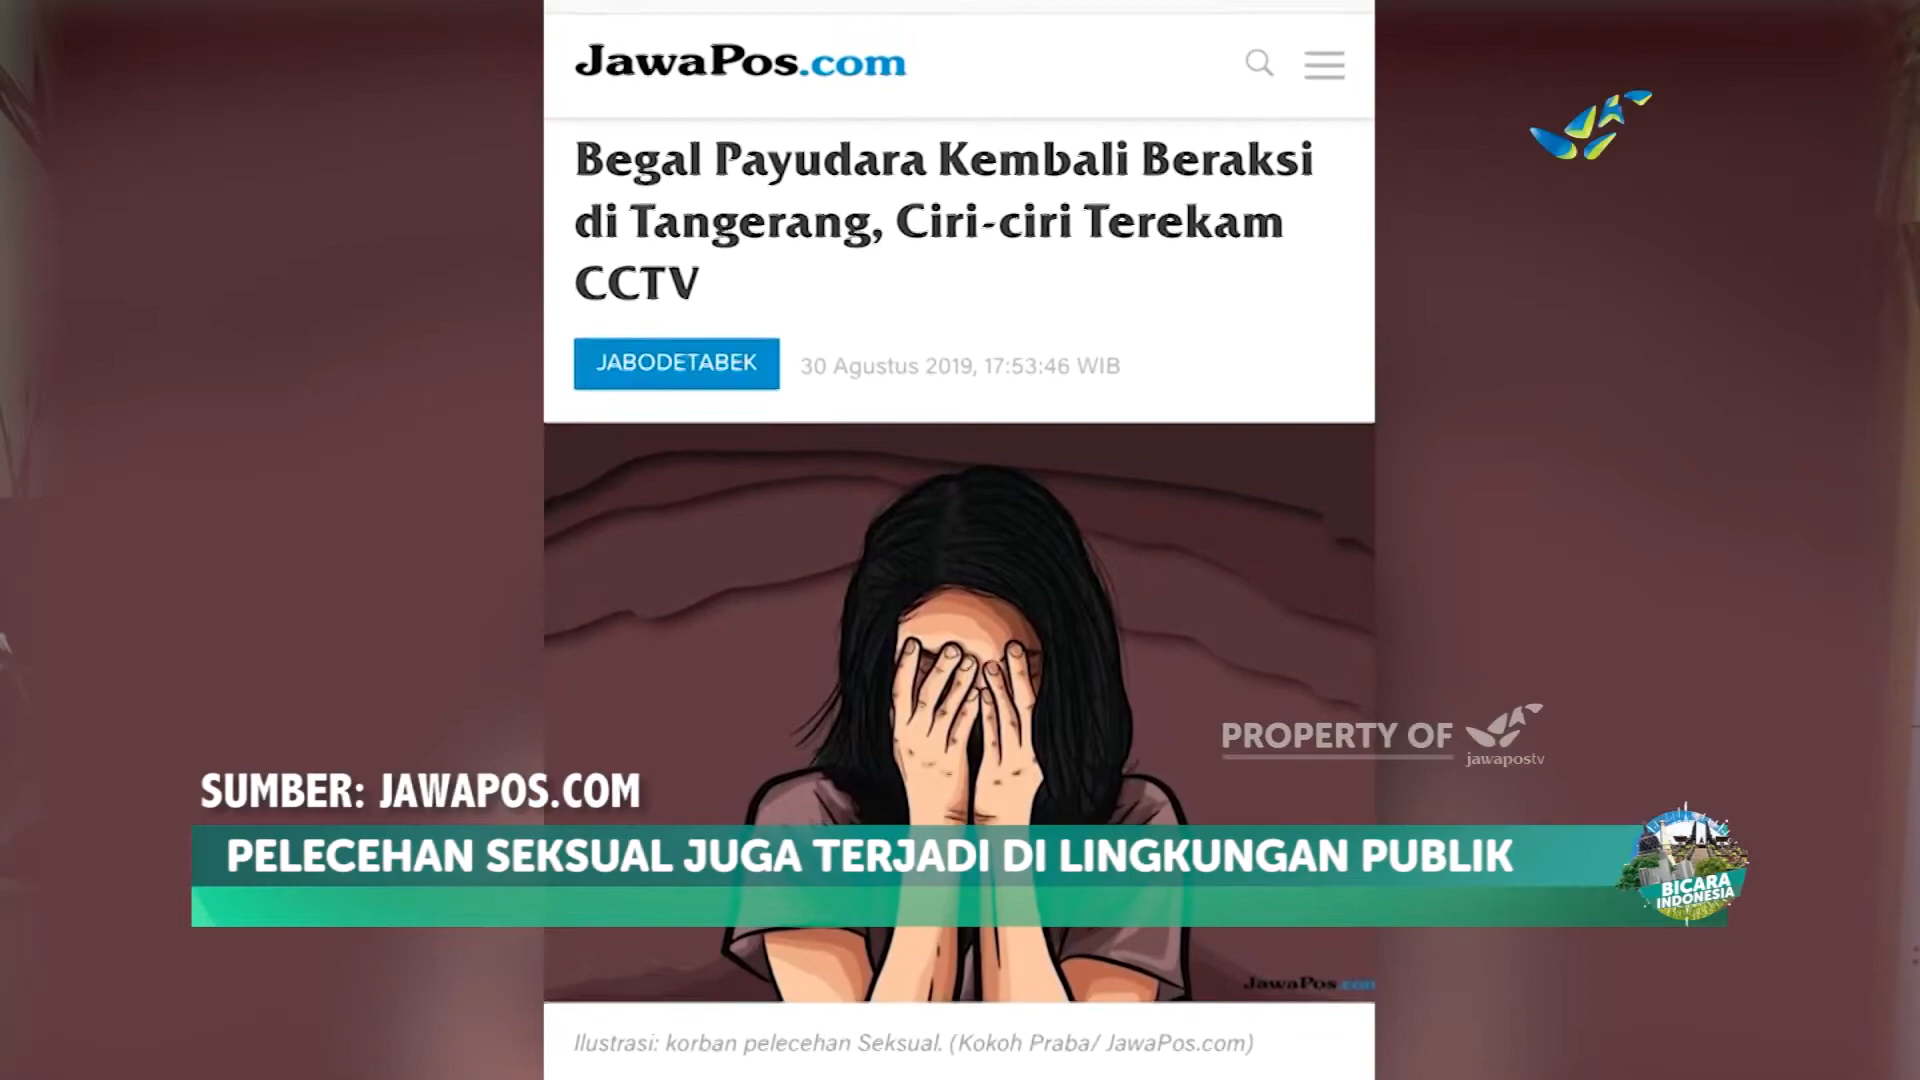 JawaPos.com
Begal Payudara Kembali Beraksi
di Tangerang, Ciri-ciri Terekam
CCTV
JABODETABEK
30 Agustus 2019, 17:53:46 WIB
PROPERTY OF
jawapostv
SUMBER: JAWAPOS.COM
PELECEHAN SEKSUAL JUGA TERJADI DI LINGKUNGAN PUBLIK
BICARA
INDONESIA
JawaPos.com
Ilustrasi: korban pelecehan Seksual. (Kokoh Praba/ JawaPos.com)